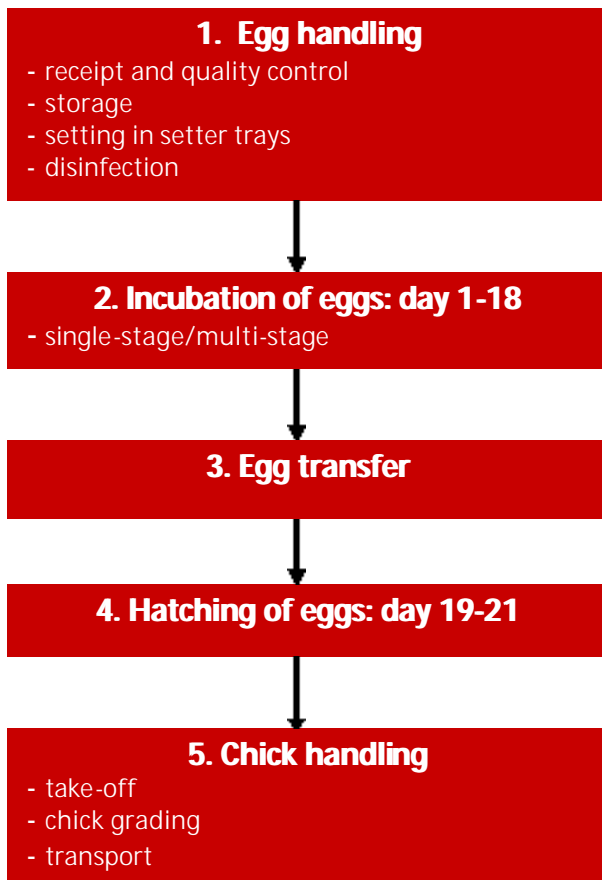 1. Egg handling
- receipt and quality control
- storage
- setting in setter trays
- disinfection
2. Incubation of eggs: day 1-18
- single-stage/multi-stage
3. Egg transfer
4. Hatching of eggs: day 19-21
5. Chick handling
- take-off
- chick grading
- transport